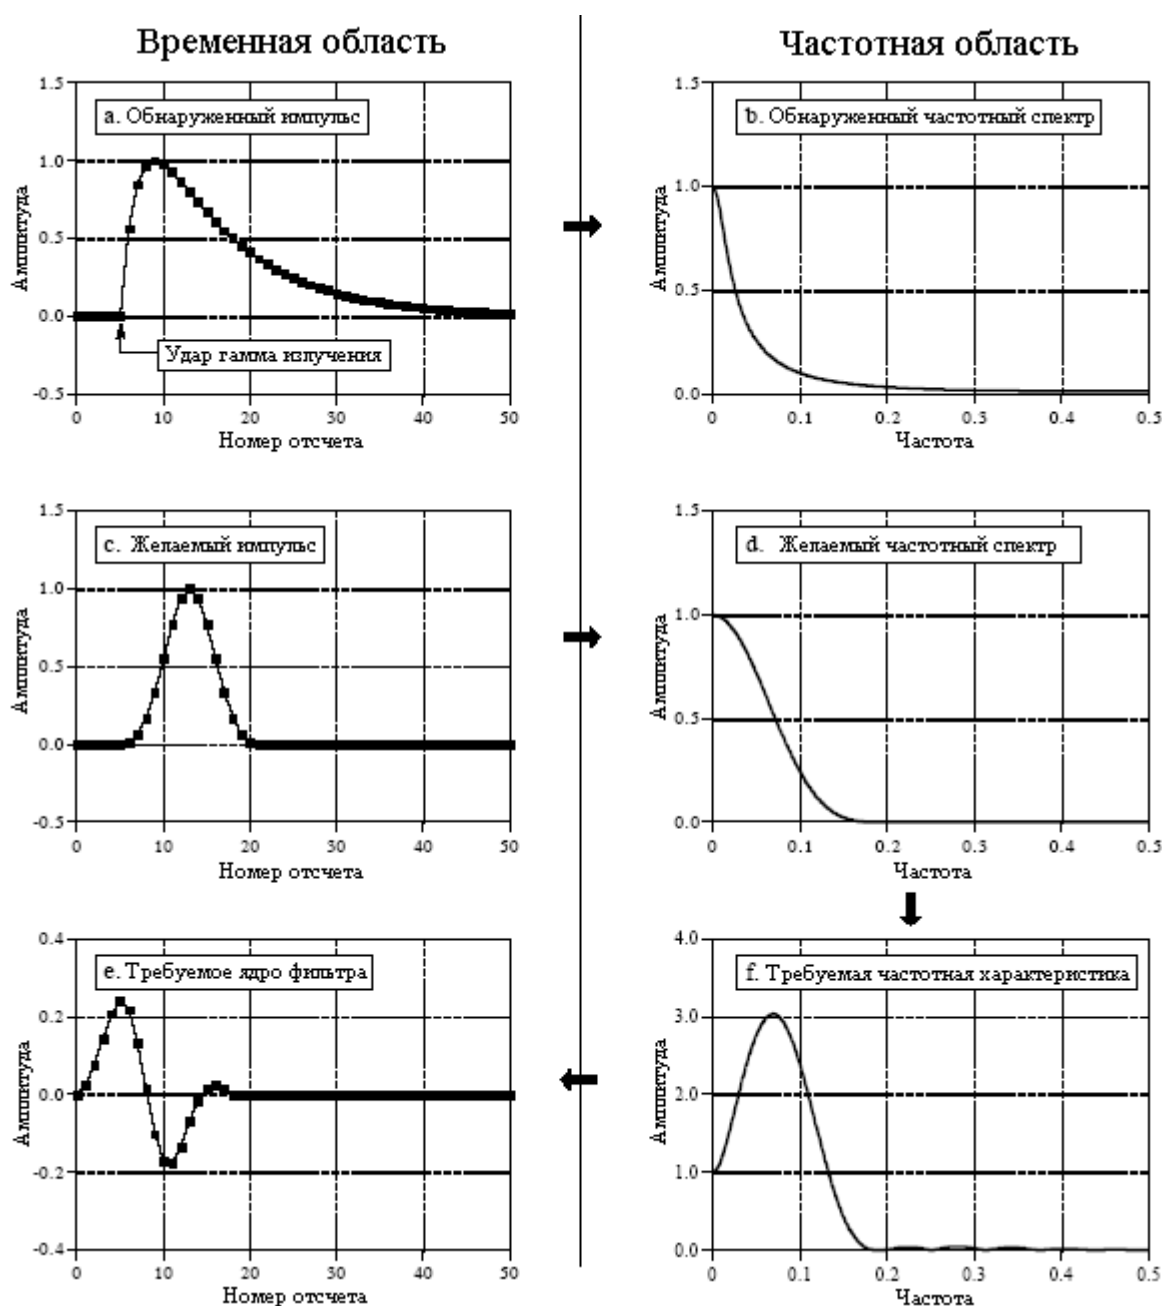 Временная область
Частотная область
1.5
1.0
0.5
0.0
-0.5
Амплитуда
a. Обнаруженный импульс
Удар гамма излучения
0 10 20 30 40 50
Номер отсчета
1.5
1.0
0.5
0.0
Амплитуда
b. Обнаруженный частотный спектр
0 0.1 0.2 0.3 0.4 0.5
Частота
1.5
1.0
0.5
0.0
-0.5
Амплитуда
c. Желаемый импульс
0 10 20 30 40 50
Номер отсчета
1.5
1.0
0.5
0.0
Амплитуда
d. Желаемый частотный спектр
0 0.1 0.2 0.3 0.4 0.5
Частота
0.4
0.2
0.0
-0.2
-0.4
Амплитуда
e. Требуемое ядро фильтра
0 10 20 30 40 50
Номер отсчета
4.0
3.0
2.0
1.0
0.0
Амплитуда
f. Требуемая частотная характеристика
0 0.1 0.2 0.3 0.4 0.5
Частота